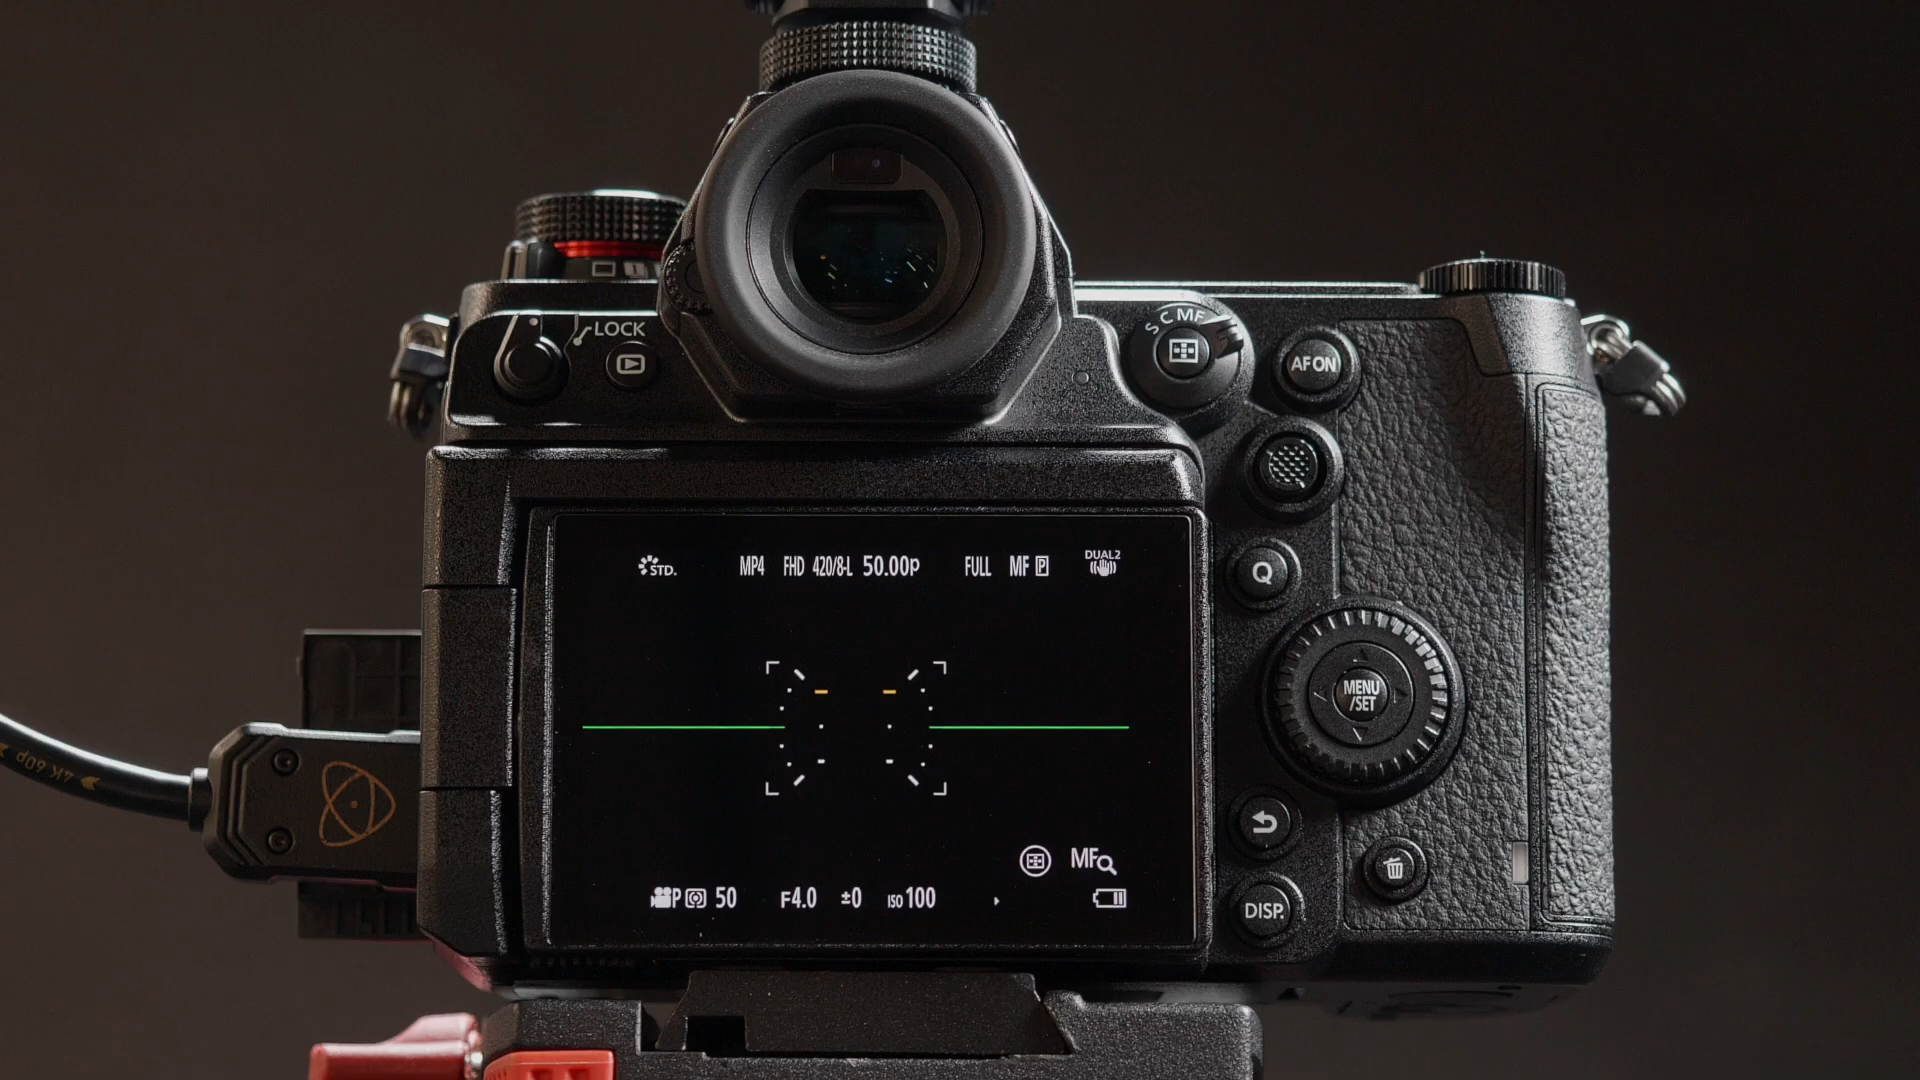 LOCK
S C MF
AF ON
STD.
MP4 FHD 420/8-L 50.00p
FULL MF P
DUAL2
Q
MENU
/SET
4K 60p
MF
P 50 F4.0 ±0 ISO 100
DISP.